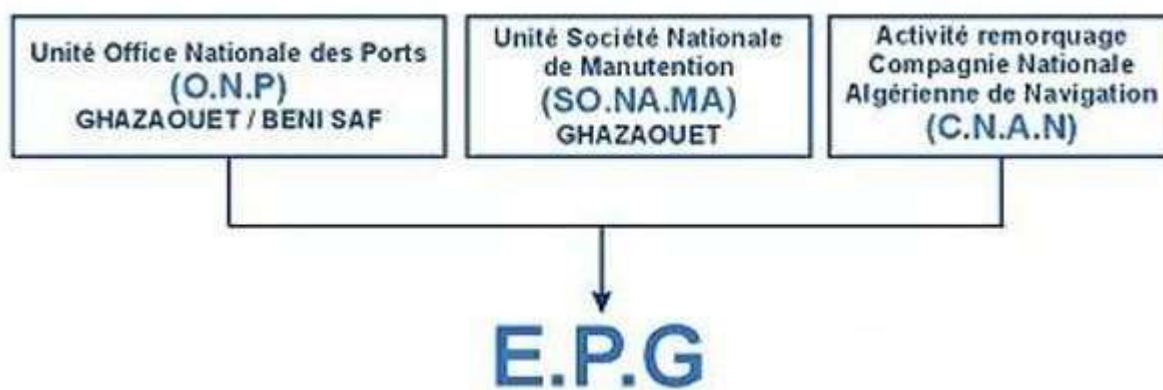 Unité Office Nationale des Ports
(O.N.P)
GHAZAOUET / BENI SAF
Unité Société Nationale
de Manutention
(SO.NA.MA)
GHAZAOUET
Activité remorquage
Compagnie Nationale
Algérienne de Navigation
(C.N.A.N)
E.P.G